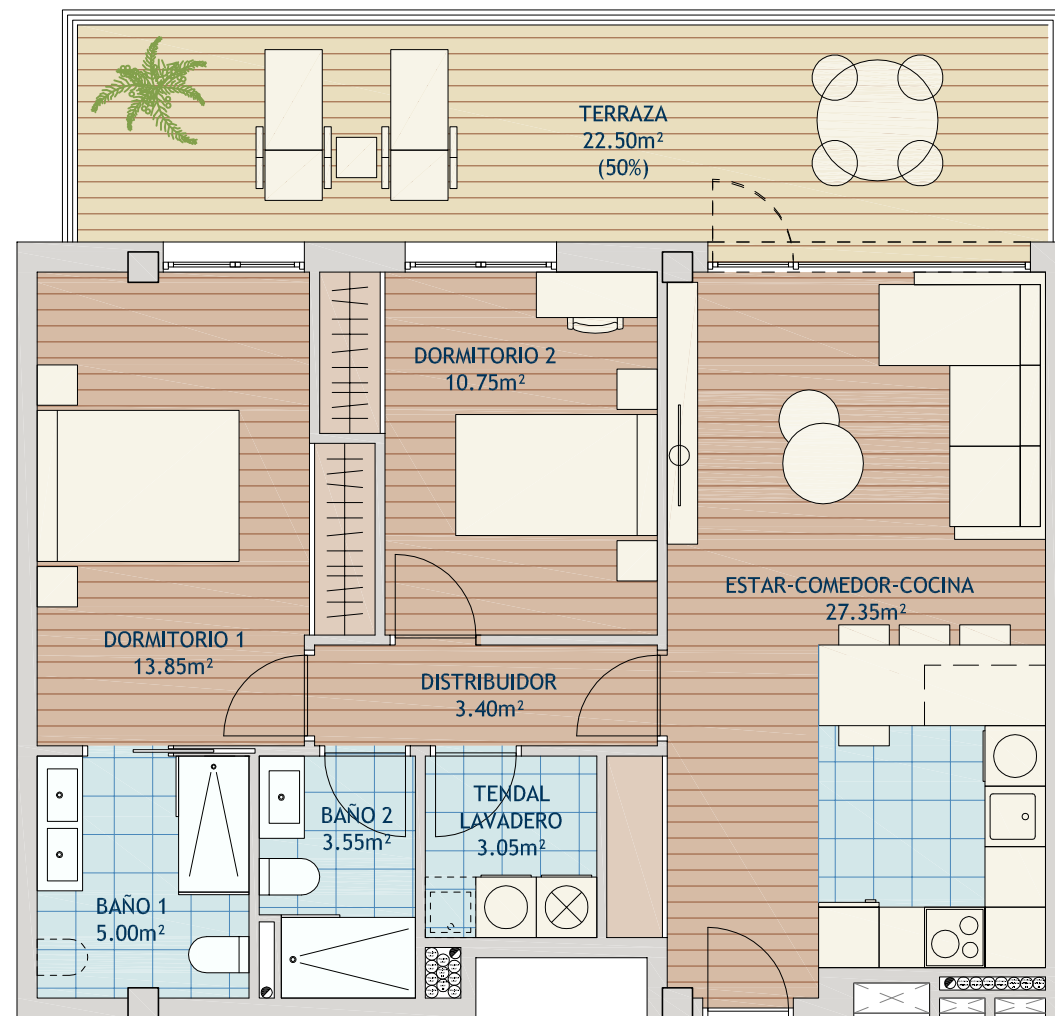 TERRAZA
22.50m²
(50%)
DORMITORIO 2
10.75m²
ESTAR-COMEDOR-COCINA
27.35m²
DORMITORIO 1
13.85m²
DISTRIBUIDOR
3.40m²
TENDAL
LAVADERO
3.05m²
BAÑO 2
3.55m²
BAÑO 1
5.00m²